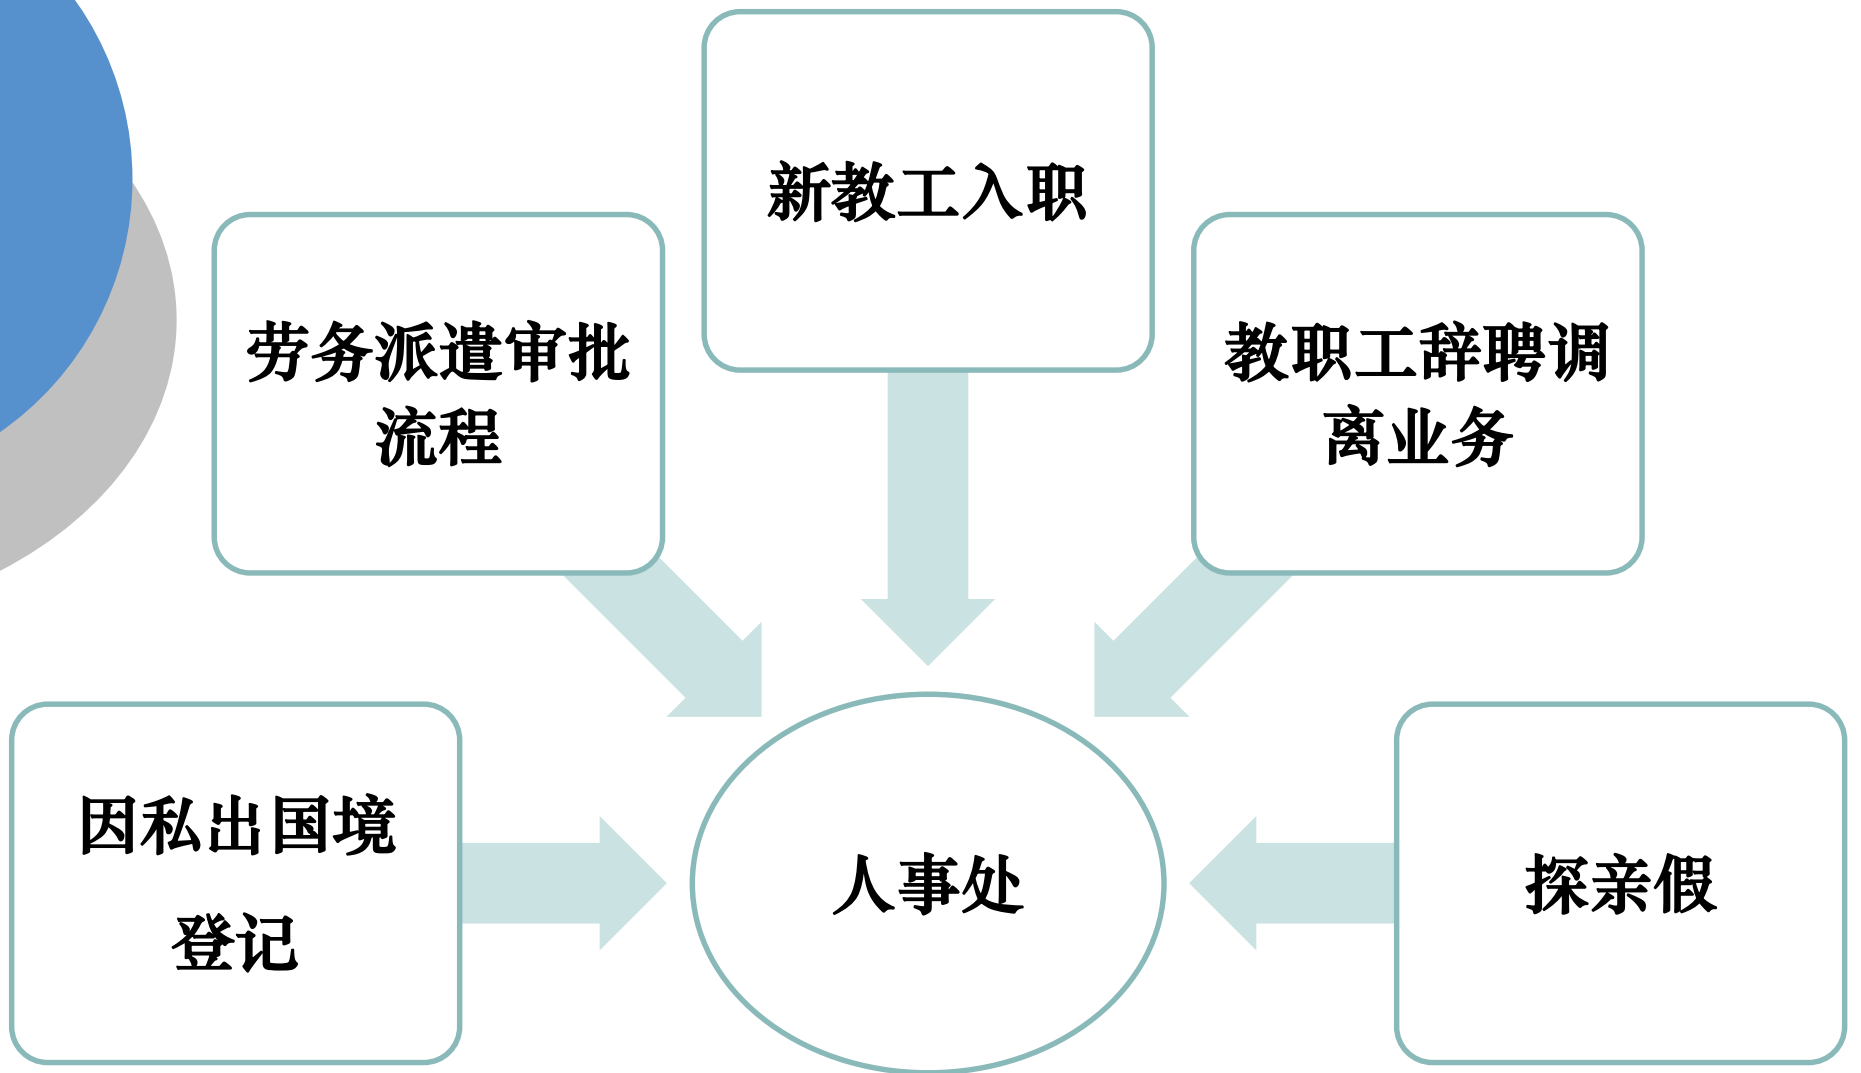 新教工入职
劳务派遣审批
流程
教职工辞聘调
离业务
因私出国境
登记
人事处
探亲假